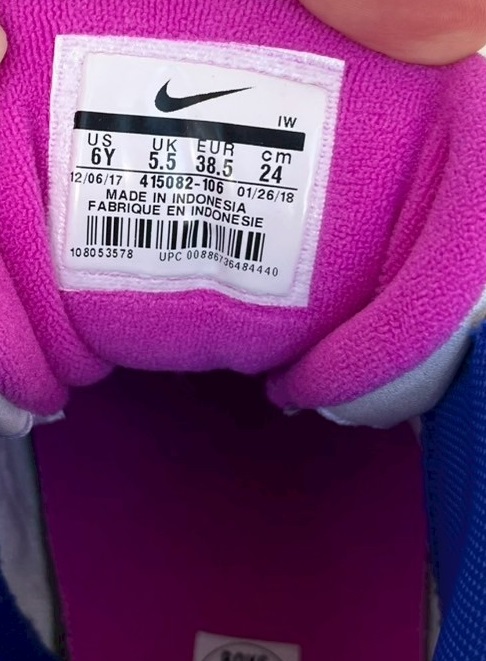 IW
US UK EUR cm
6Y 5.5 38.5 24
12/06/17 415082-106 01/26/18
MADE IN INDONESIA
FABRIQUE EN INDONESIE
108053578 UPC 00886736484440